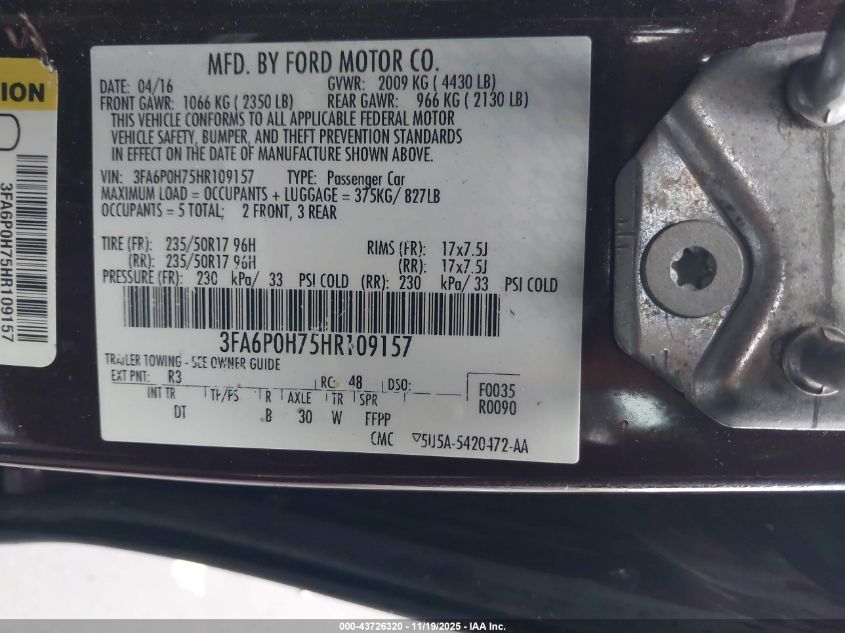 ION
3FA6P0H75HR109157
MFD. BY FORD MOTOR CO.
DATE: 04/16 GVWR: 2009 KG (4430 LB)
FRONT GAWR: 1066 KG (2350 LB) REAR GAWR: 966 KG (2130 LB)
THIS VEHICLE CONFORMS TO ALL APPLICABLE FEDERAL MOTOR
VEHICLE SAFETY, BUMPER, AND THEFT PREVENTION STANDARDS
IN EFFECT ON THE DATE OF MANUFACTURE SHOWN ABOVE.
VIN: 3FA6P0H75HR109157 TYPE: Passenger Car
MAXIMUM LOAD = OCCUPANTS + LUGGAGE = 375KG/ 827LB
OCCUPANTS = 5 TOTAL; 2 FRONT, 3 REAR
TIRE (FR): 235/50R17 96H RIMS (FR): 17x7.5J
(RR): 235/50R17 96H (RR): 17x7.5J
PRESSURE (FR): 230 kPa/ 33 PSI COLD (RR): 230 kPa/ 33 PSI COLD
3FA6P0H75HR109157
TRAILER TOWING - SEE OWNER GUIDE
EXT PNT: R3 RC: 48 DSO: F0035
R0090
INT TR TP/PS R AXLE TR SPR
DT B 30 W FFPP
CMC 5U5A-5420472-AA
000-43726320 - 11/19/2025 - IAA Inc.